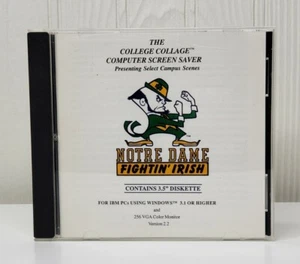 THE
COLLEGE COLLAGE™
COMPUTER SCREEN SAVER
Presenting Select Campus Scenes
NOTRE DAME
FIGHTIN' IRISH
CONTAINS 3.5" DISKETTE
FOR IBM PCs USING WINDOWS™ 3.1 OR HIGHER
and
256 VGA Color Monitor
Version 2.2